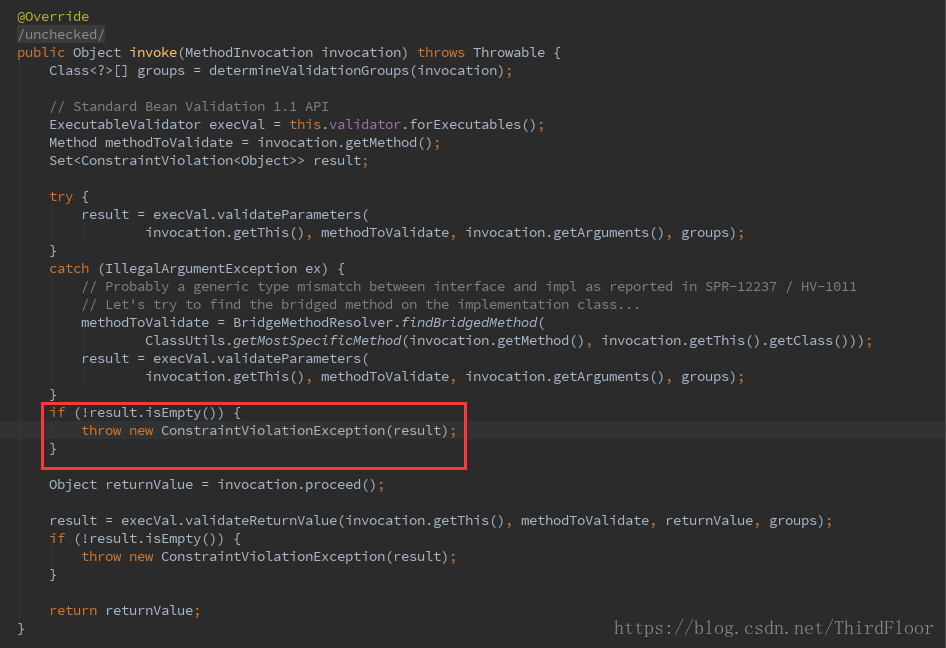 @Override
/unchecked/
public Object invoke(MethodInvocation invocation) throws Throwable {
Class<?>[] groups = determineValidationGroups(invocation);
// Standard Bean Validation 1.1 API
ExecutableValidator execVal = this.validator.forExecutables();
Method methodToValidate = invocation.getMethod();
Set<ConstraintViolation<Object>> result;
try {
result = execVal.validateParameters(
invocation.getThis(), methodToValidate, invocation.getArguments(), groups);
}
catch (IllegalArgumentException ex) {
// Probably a generic type mismatch between interface and impl as reported in SPR-12237 / HV-1011
// Let's try to find the bridged method on the implementation class...
methodToValidate = BridgeMethodResolver.findBridgedMethod(
ClassUtils.getMostSpecificMethod(invocation.getMethod(), invocation.getThis().getClass()));
result = execVal.validateParameters(
invocation.getThis(), methodToValidate, invocation.getArguments(), groups);
}
if (!result.isEmpty()) {
throw new ConstraintViolationException(result);
}
Object returnValue = invocation.proceed();
result = execVal.validateReturnValue(invocation.getThis(), methodToValidate, returnValue, groups);
if (!result.isEmpty()) {
throw new ConstraintViolationException(result);
}
return returnValue;
}
https://blog.csdn.net/ThirdFloor